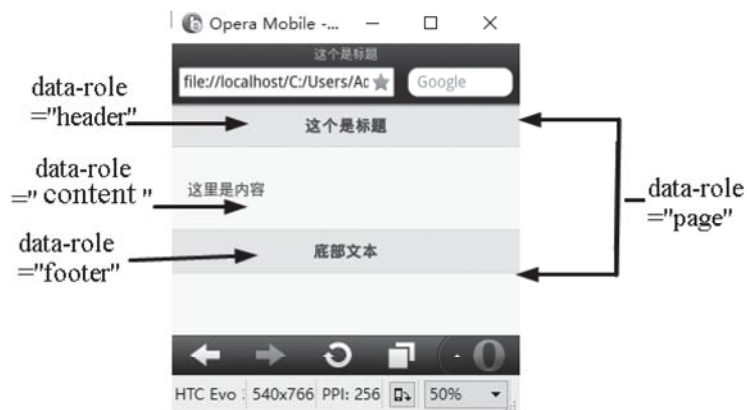 Opera Mobile -...
这个是标题
file://localhost/C:/Users/Ac
Google
data-role
="header"
这个是标题
data-role
=" content "
这里是内容
data-role
="page"
data-role
="footer"
底部文本
HTC Evo 540x766 PPI: 256 50%